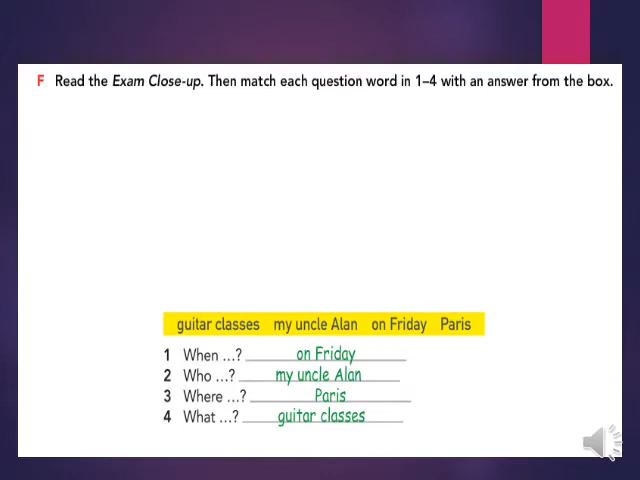 F Read the Exam Close-up. Then match each question word in 1–4 with an answer from the box.
guitar classes my uncle Alan on Friday Paris
1 When ...? on Friday
2 Who ...? my uncle Alan
3 Where ...? Paris
4 What ...? guitar classes